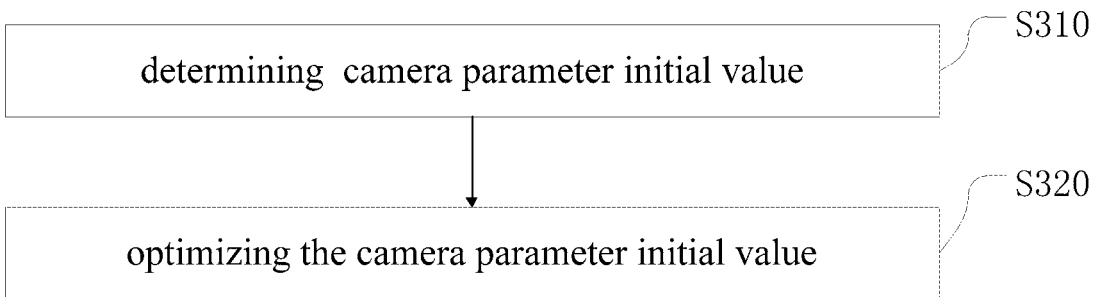 S310
determining camera parameter initial value
S320
optimizing the camera parameter initial value